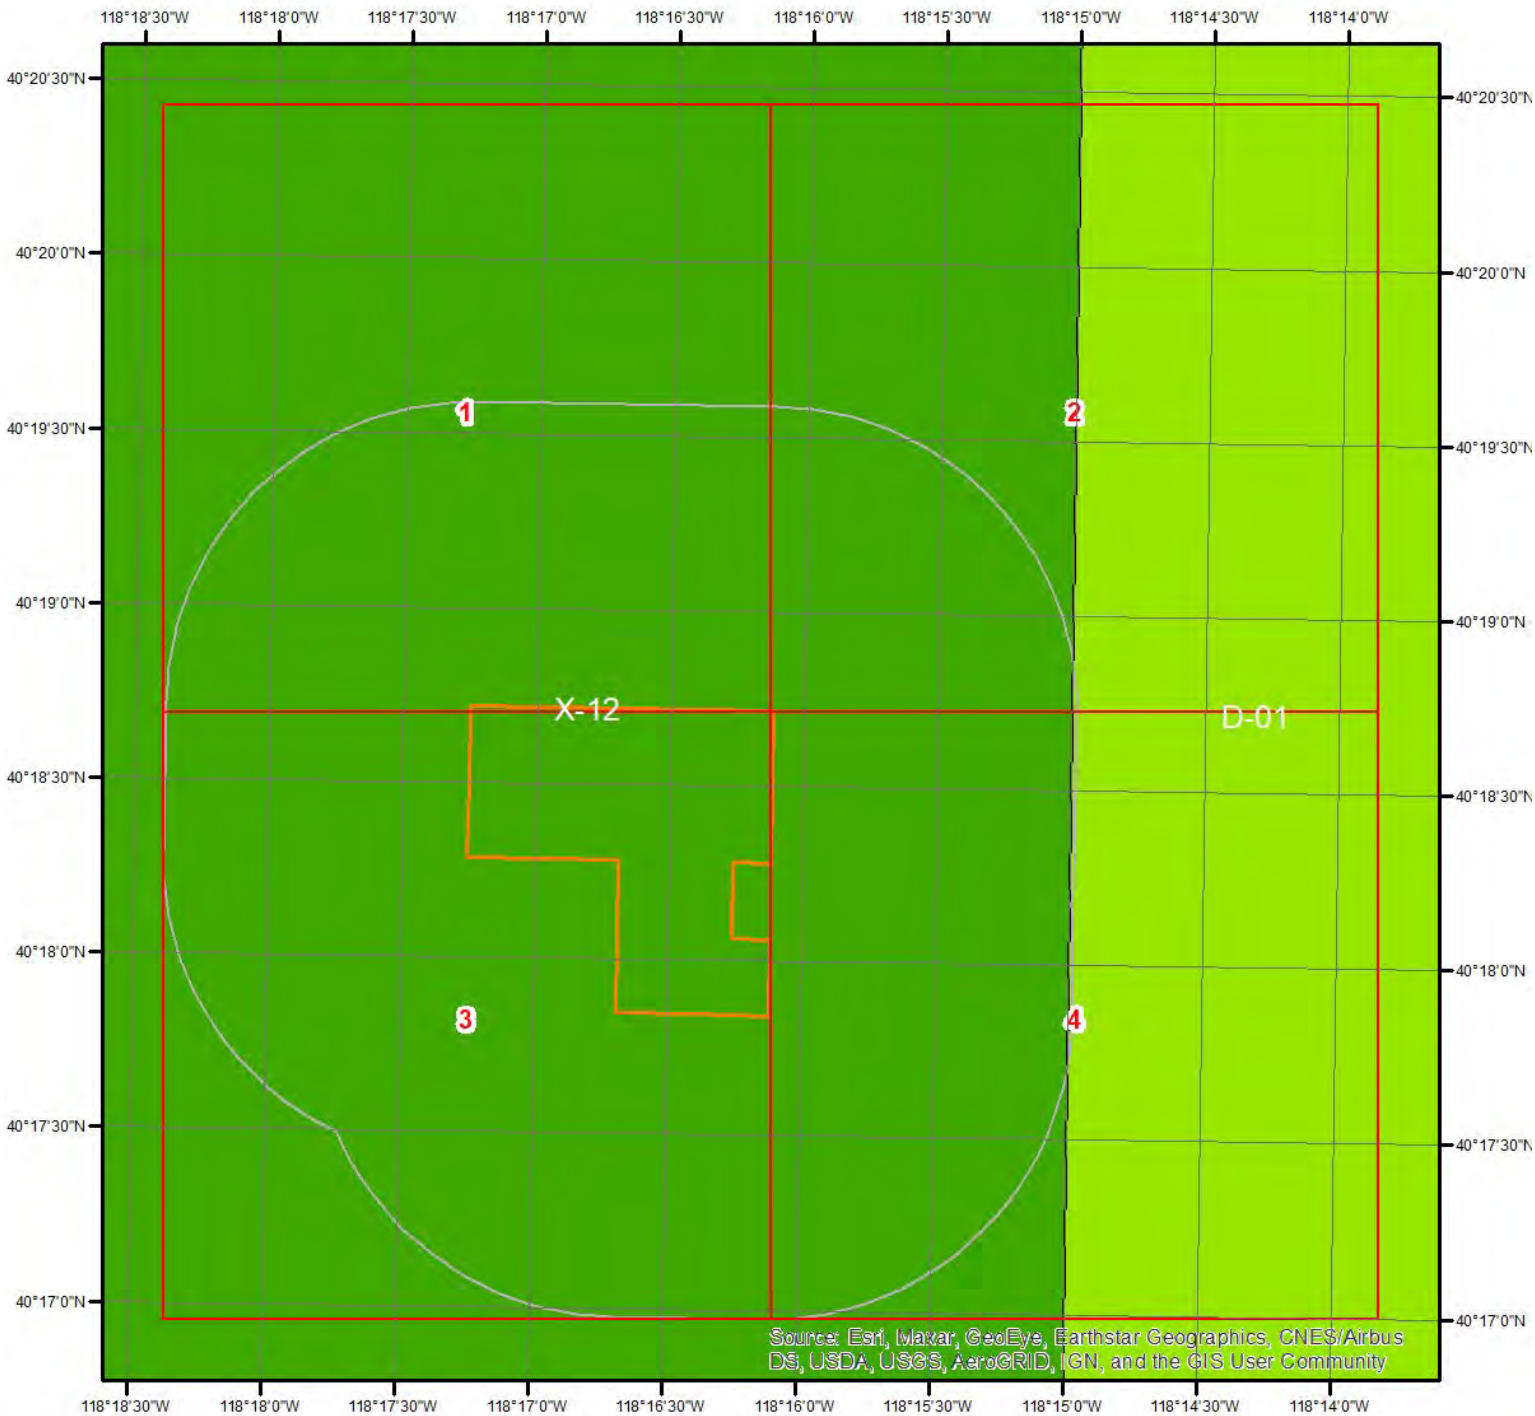 118°18'30"W 118°18'0"W 118°17'30"W 118°17'0"W 118°16'30"W 118°16'0"W 118°15'30"W 118°15'0"W 118°14'30"W 118°14'0"W
40°20'30"N 40°20'30"N
40°20'0"N 40°20'0"N
1 2
40°19'30"N 40°19'30"N
40°19'0"N 40°19'0"N
X-12 D-01
40°18'30"N 40°18'30"N
40°18'0"N 40°18'0"N
3 4
40°17'30"N 40°17'30"N
40°17'0"N 40°17'0"N
Source: Esri, Maxar, GeoEye, Earthstar Geographics, CNES/Airbus
DS, USDA, USGS, AeroGRID, IGN, and the GIS User Community
118°18'30"W 118°18'0"W 118°17'30"W 118°17'0"W 118°16'30"W 118°16'0"W 118°15'30"W 118°15'0"W 118°14'30"W 118°14'0"W